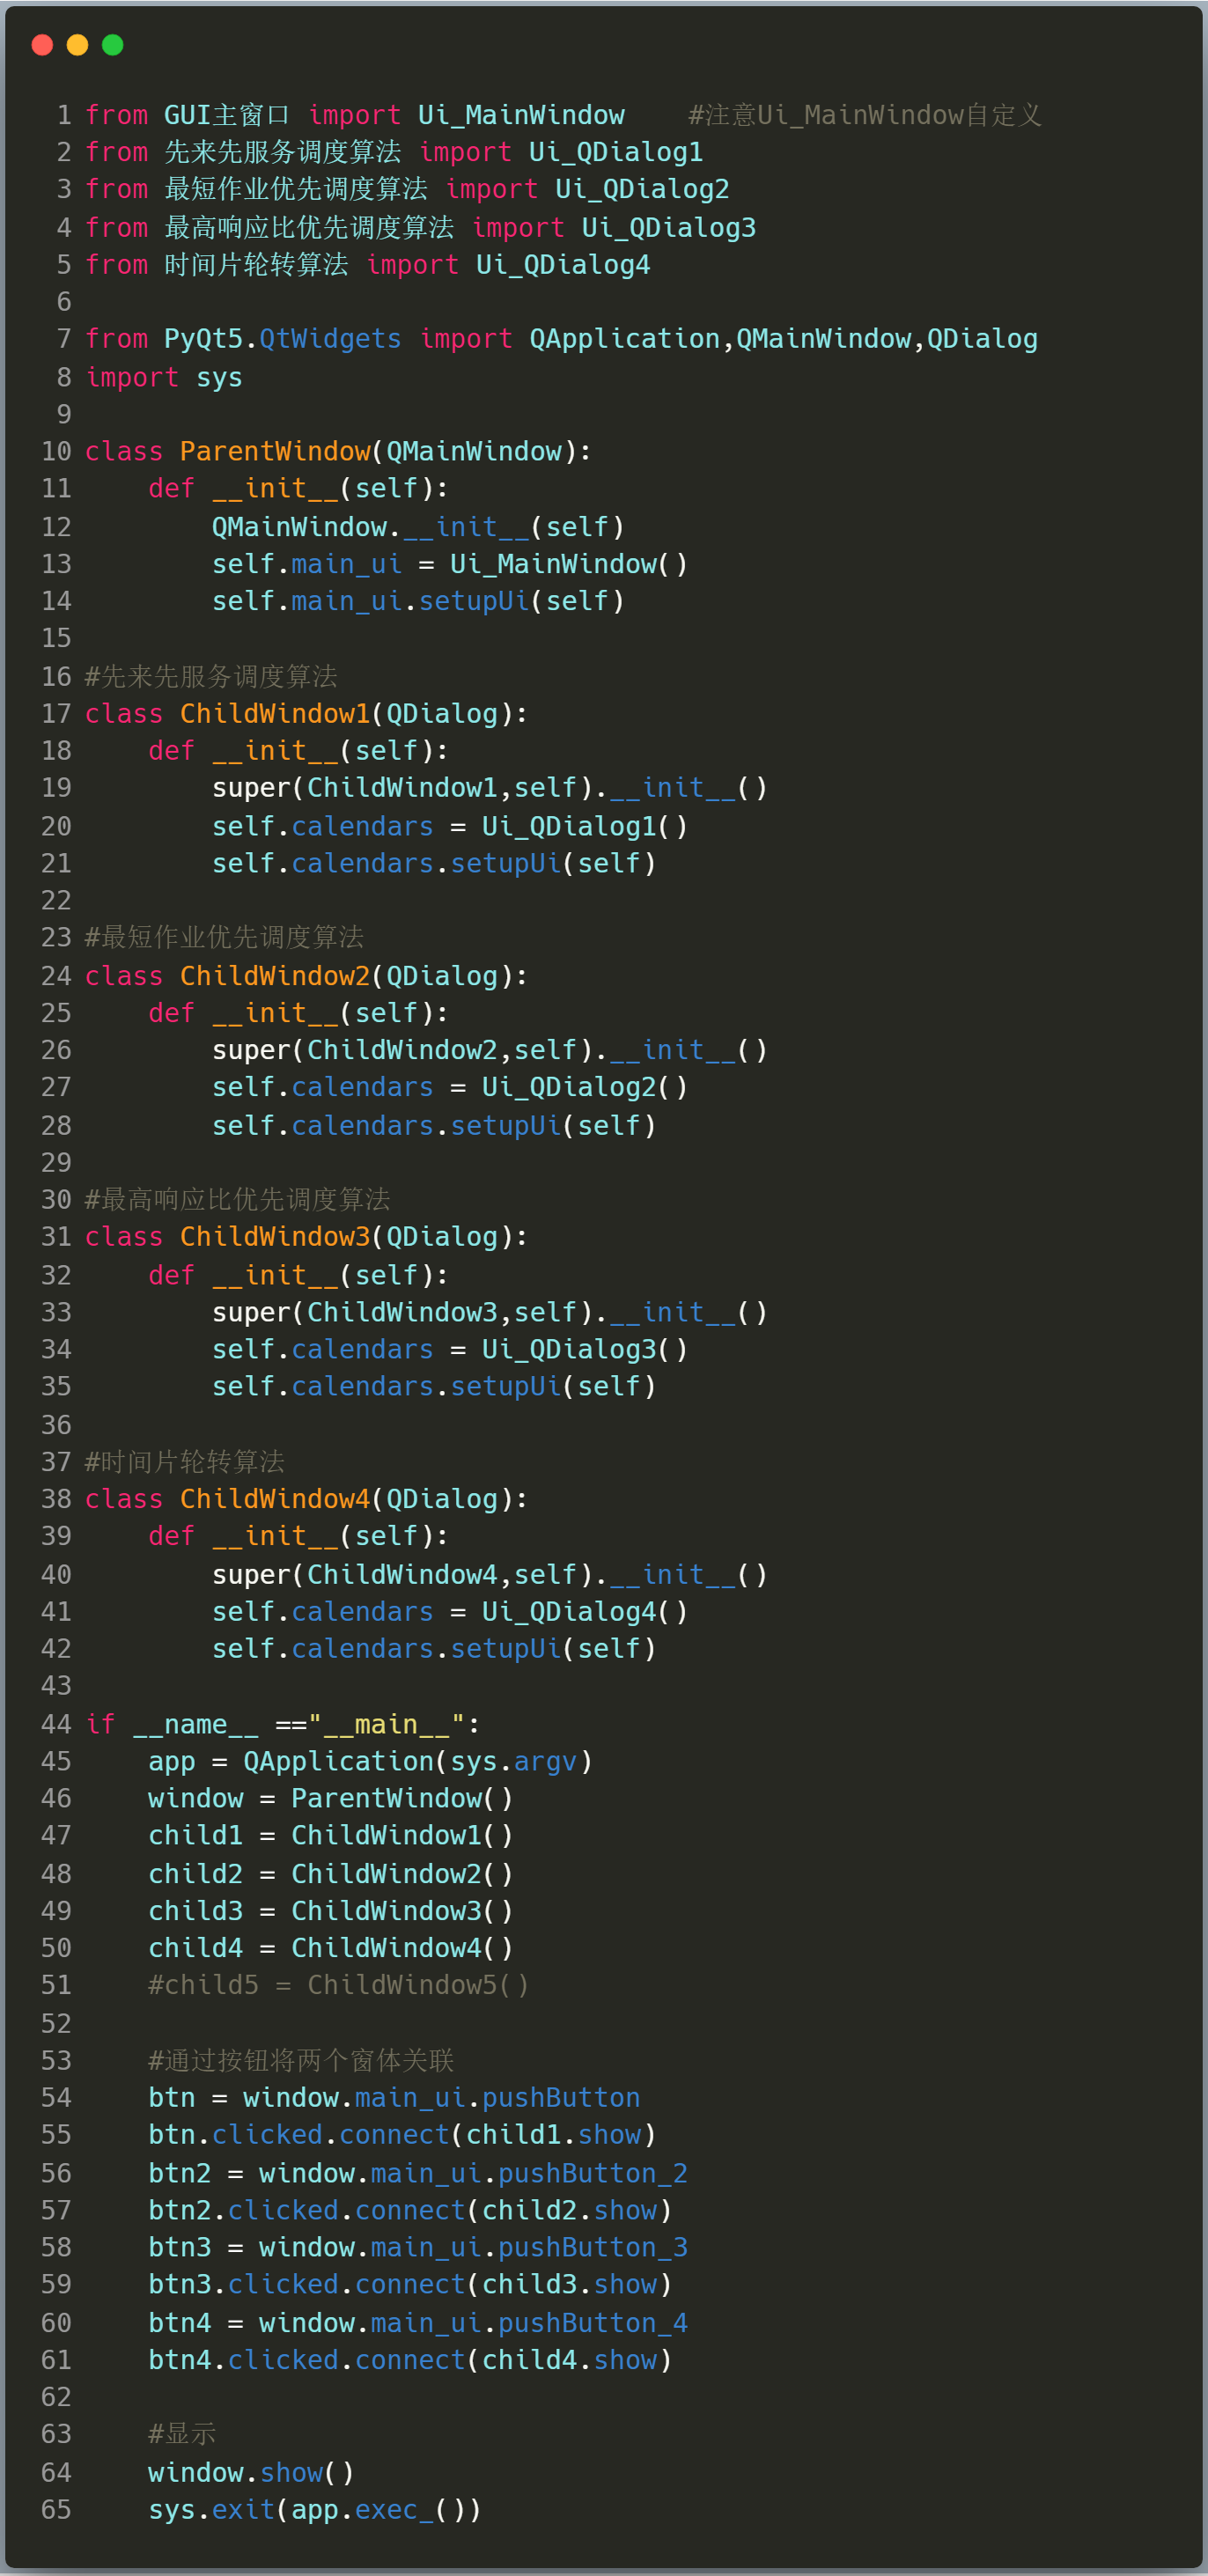 1 from GUI主窗口 import Ui_MainWindow    #注意Ui_MainWindow自定义
2 from 先来先服务调度算法 import Ui_QDialog1
3 from 最短作业优先调度算法 import Ui_QDialog2
4 from 最高响应比优先调度算法 import Ui_QDialog3
5 from 时间片轮转算法 import Ui_QDialog4
6
7 from PyQt5.QtWidgets import QApplication,QMainWindow,QDialog
8 import sys
9
10 class ParentWindow(QMainWindow):
11     def __init__(self):
12         QMainWindow.__init__(self)
13         self.main_ui = Ui_MainWindow()
14         self.main_ui.setupUi(self)
15
16 #先来先服务调度算法
17 class ChildWindow1(QDialog):
18     def __init__(self):
19         super(ChildWindow1,self).__init__()
20         self.calendars = Ui_QDialog1()
21         self.calendars.setupUi(self)
22
23 #最短作业优先调度算法
24 class ChildWindow2(QDialog):
25     def __init__(self):
26         super(ChildWindow2,self).__init__()
27         self.calendars = Ui_QDialog2()
28         self.calendars.setupUi(self)
29
30 #最高响应比优先调度算法
31 class ChildWindow3(QDialog):
32     def __init__(self):
33         super(ChildWindow3,self).__init__()
34         self.calendars = Ui_QDialog3()
35         self.calendars.setupUi(self)
36
37 #时间片轮转算法
38 class ChildWindow4(QDialog):
39     def __init__(self):
40         super(ChildWindow4,self).__init__()
41         self.calendars = Ui_QDialog4()
42         self.calendars.setupUi(self)
43
44 if __name__ =="__main__":
45     app = QApplication(sys.argv)
46     window = ParentWindow()
47     child1 = ChildWindow1()
48     child2 = ChildWindow2()
49     child3 = ChildWindow3()
50     child4 = ChildWindow4()
51     #child5 = ChildWindow5()
52
53     #通过按钮将两个窗体关联
54     btn = window.main_ui.pushButton
55     btn.clicked.connect(child1.show)
56     btn2 = window.main_ui.pushButton_2
57     btn2.clicked.connect(child2.show)
58     btn3 = window.main_ui.pushButton_3
59     btn3.clicked.connect(child3.show)
60     btn4 = window.main_ui.pushButton_4
61     btn4.clicked.connect(child4.show)
62
63     #显示
64     window.show()
65     sys.exit(app.exec_())